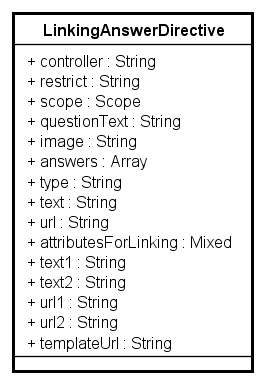 LinkingAnswerDirective
+ controller : String
+ restrict : String
+ scope : Scope
+ questionText : String
+ image : String
+ answers : Array
+ type : String
+ text : String
+ url : String
+ attributesForLinking : Mixed
+ text1 : String
+ text2 : String
+ url1 : String
+ url2 : String
+ templateUrl : String